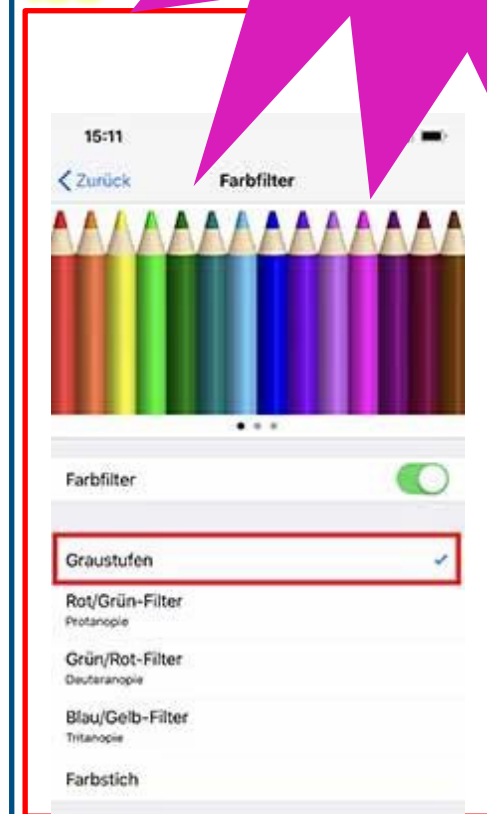 15:11
Zurück
Farbfilter
Farbfilter
Graustufen
Rot/Grün-Filter
Protanopie
Grün/Rot-Filter
Deuteranopie
Blau/Gelb-Filter
Tritanopie
Farbstich